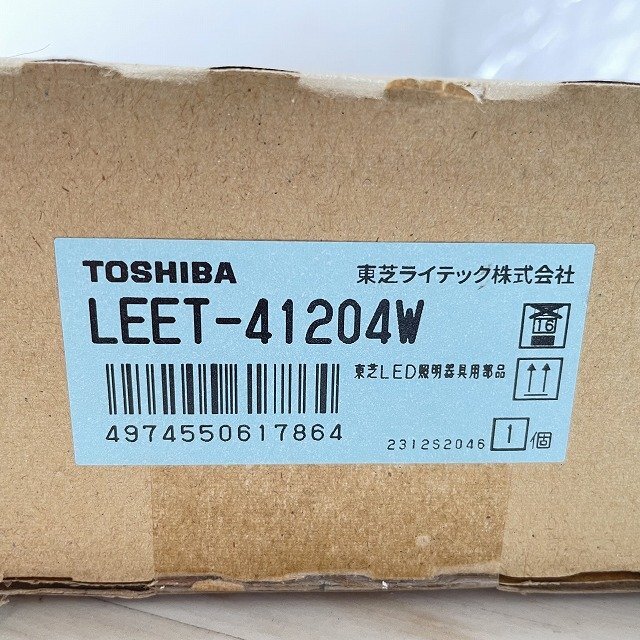 TOSHIBA 東芝ライテック株式会社
LEET-41204W
16
東芝LED照明器具用部品
4974550617864
2312S2046 1個